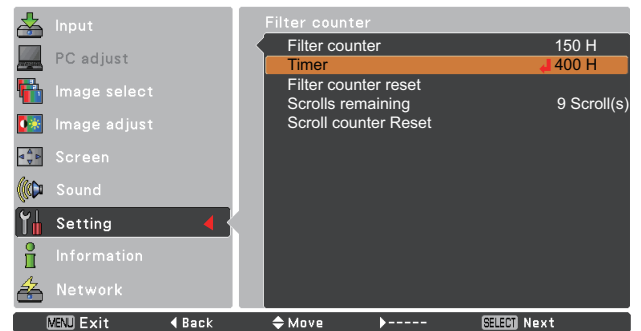 Input
PC adjust
Image select
Image adjust
Screen
Sound
Setting
Information
Network
Filter counter
Filter counter 150 H
Timer 400 H
Filter counter reset
Scrolls remaining 9 Scroll(s)
Scroll counter Reset
MENU Exit Back Move ----- SELECT Next